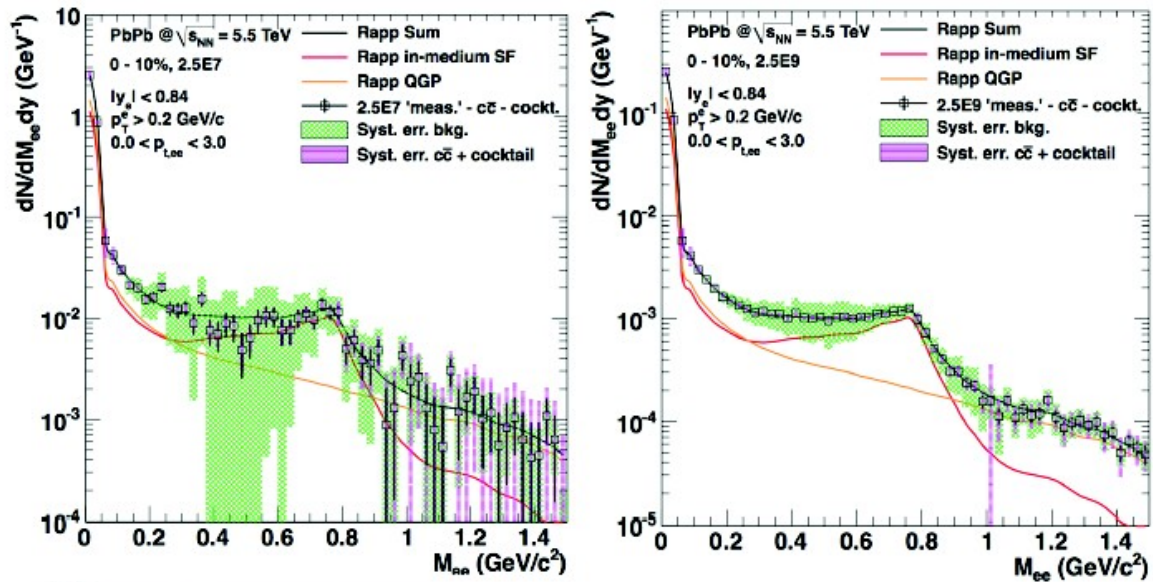 PbPb @ √sNN = 5.5 TeV
0 - 10%, 2.5E7
|ye| < 0.84
pTe > 0.2 GeV/c
0.0 < pt,ee < 3.0
Rapp Sum
Rapp in-medium SF
Rapp QGP
2.5E7 'meas.' - cc̄ - cockt.
Syst. err. bkg.
Syst. err. cc̄ + cocktail
dN/dMeedy (GeV-1)
10
1
10-1
10-2
10-3
10-4
0 0.2 0.4 0.6 0.8 1 1.2 1.4
Mee (GeV/c2)
PbPb @ √sNN = 5.5 TeV
0 - 10%, 2.5E9
|ye| < 0.84
pTe > 0.2 GeV/c
0.0 < pt,ee < 3.0
Rapp Sum
Rapp in-medium SF
Rapp QGP
2.5E9 'meas.' - cc̄ - cockt.
Syst. err. bkg.
Syst. err. cc̄ + cocktail
dN/dMeedy (GeV-1)
1
10-1
10-2
10-3
10-4
10-5
0 0.2 0.4 0.6 0.8 1 1.2 1.4
Mee (GeV/c2)